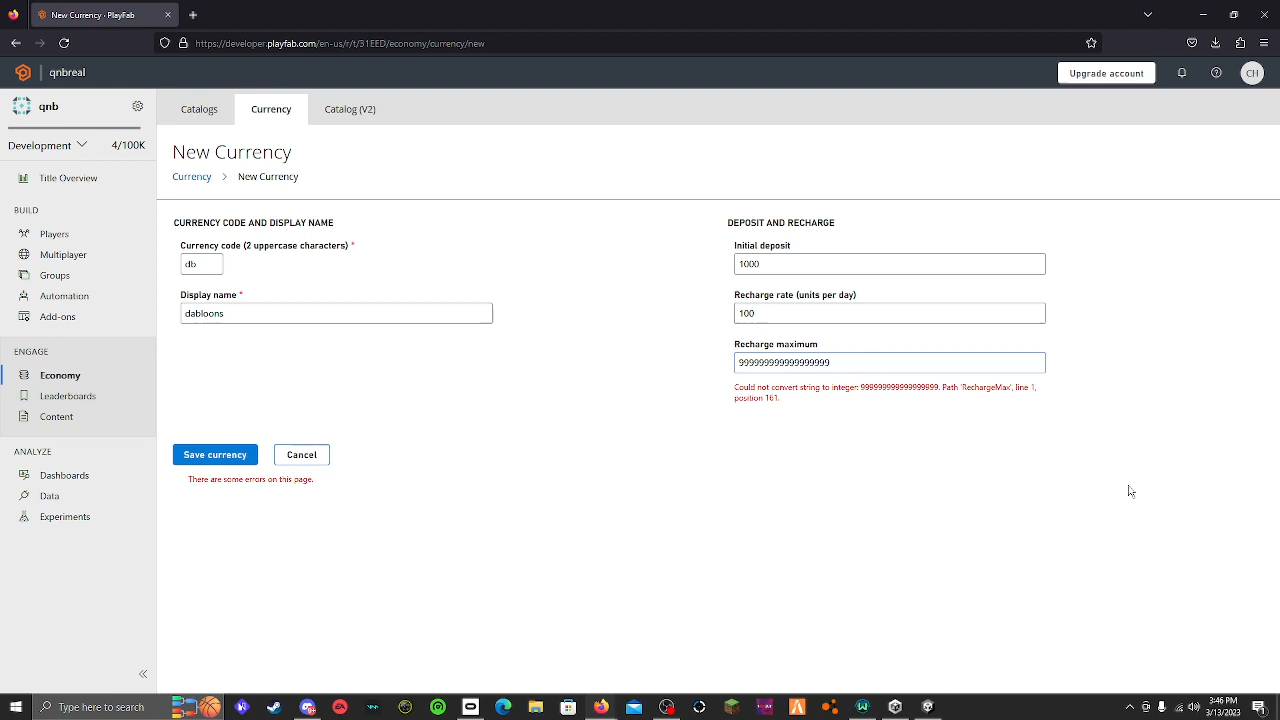 New Currency - PlayFab
https://developer.playfab.com/en-us/r/t/31EED/economy/currency/new
qnbreal
Upgrade account
CH
qnb
Catalogs
Currency
Catalog (V2)
Development
4/100K
New Currency
Title Overview
Currency > New Currency
BUILD
CURRENCY CODE AND DISPLAY NAME
DEPOSIT AND RECHARGE
Players
Currency code (2 uppercase characters) *
Initial deposit
Multiplayer
db
1000
Groups
Display name *
Recharge rate (units per day)
Automation
dabloons
100
Add-ons
Recharge maximum
ENGAGE
Economy
Could not convert string to integer: 999999999999999999. Path 'RechargeMax', line 1,
position 161.
Leaderboards
Content
ANALYZE
Save currency
Cancel
Dashboards
There are some errors on this page.
Data
Experiments
Type here to search
3:46 PM
3/13/2023